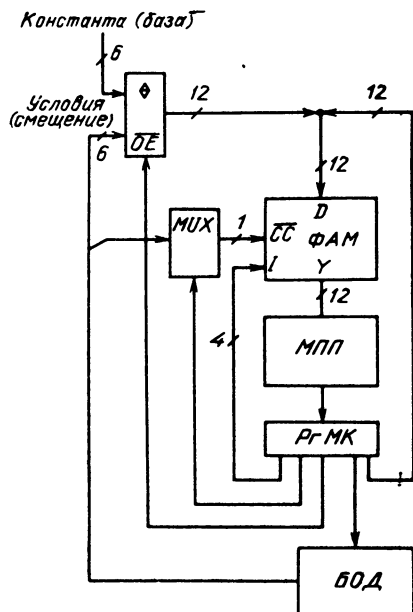 Константа (база)
6
Условия
(смещение)
6
OE
12
12
12
MUX
1
CC
D
ФАМ
I
Y
4
12
МПП
Рг МК
БОД